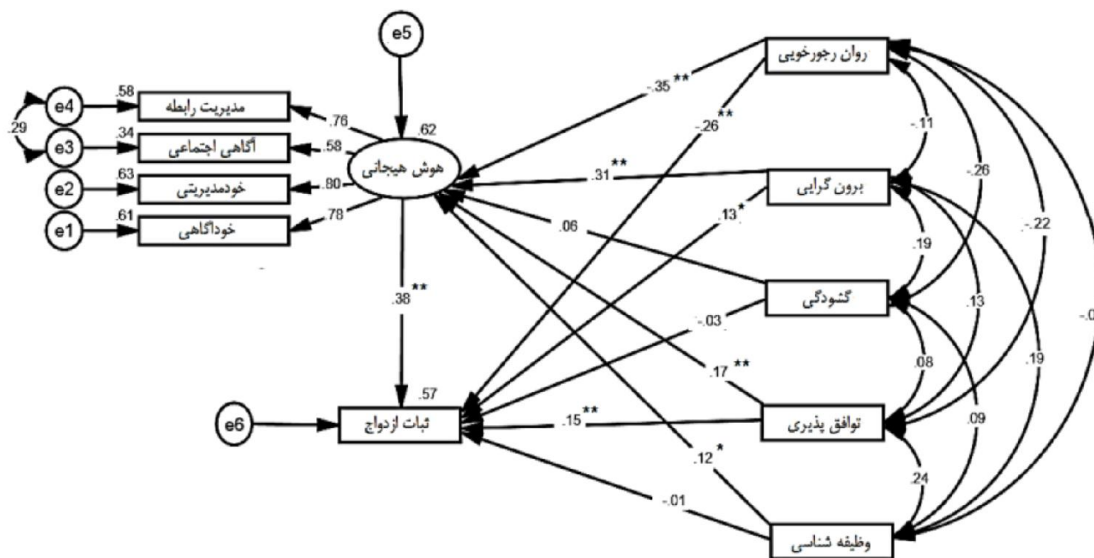 e5
روان رجورخویی
e4
.58
مدیریت رابطه
.76
-.35**
-.26**
-.11
.29
e3
.34
آگاهی اجتماعی
.58
.62
هوش هیجانی
-.26
e2
.63
خودمدیریتی
.80
.31**
برون گرایی
.13*
e1
.61
خودآگاهی
.78
.06
.19
-.22
گشودگی
.13
.38**
-.03
.08
.19
.17**
.57
e6
ثبات ازدواج
.15**
توافق پذیری
.09
.12*
.24
-.01
وظیفه شناسی